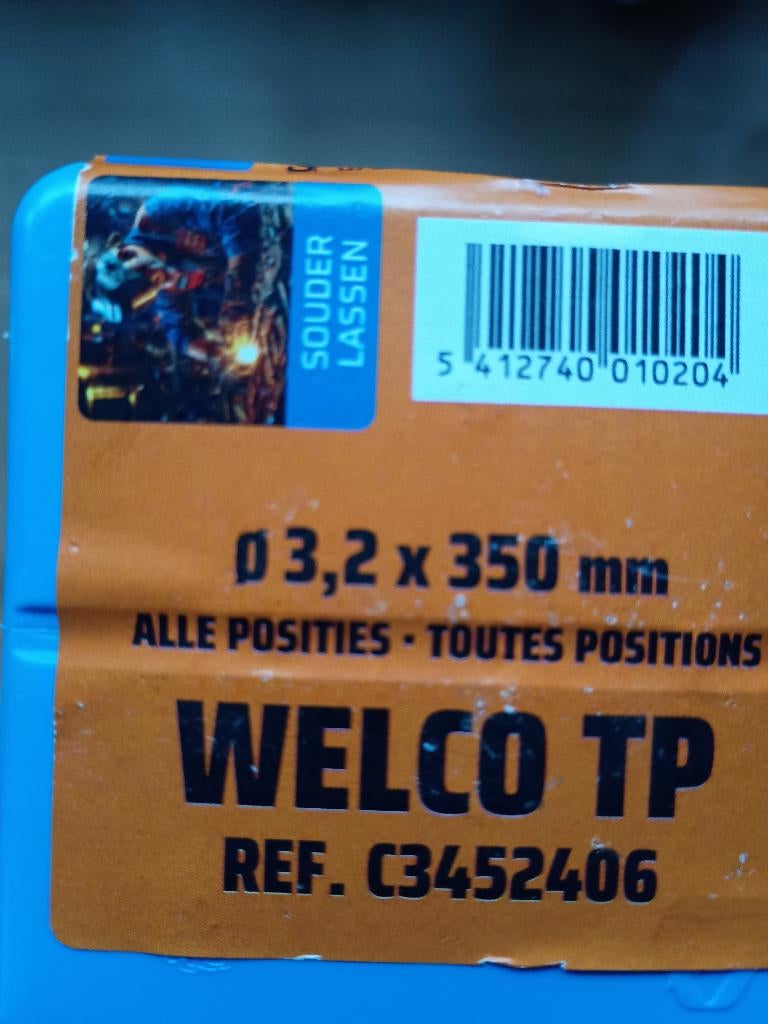 SOUDER
LASSEN
5 412740 010204
Ø 3,2 x 350 mm
ALLE POSITIES · TOUTES POSITIONS
WELCO TP
REF. C3452406